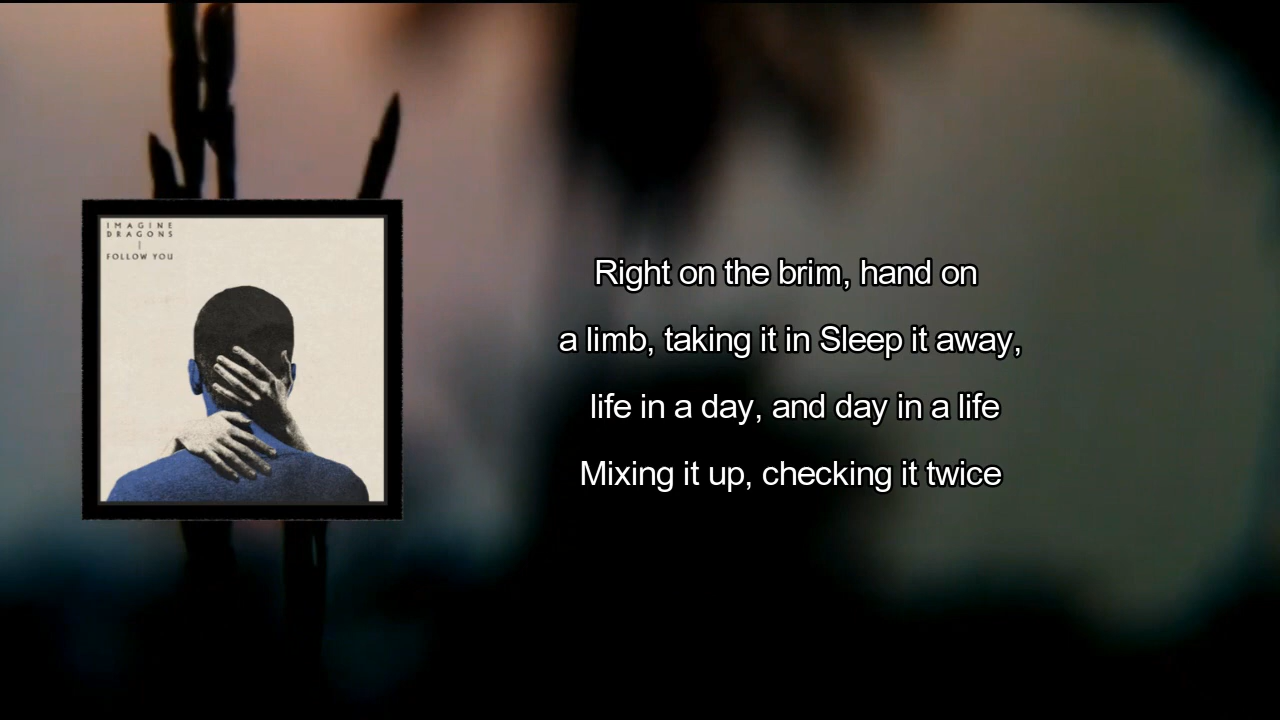 IMAGINE
DRAGONS
|
FOLLOW YOU
Right on the brim, hand on
a limb, taking it in Sleep it away,
life in a day, and day in a life
Mixing it up, checking it twice